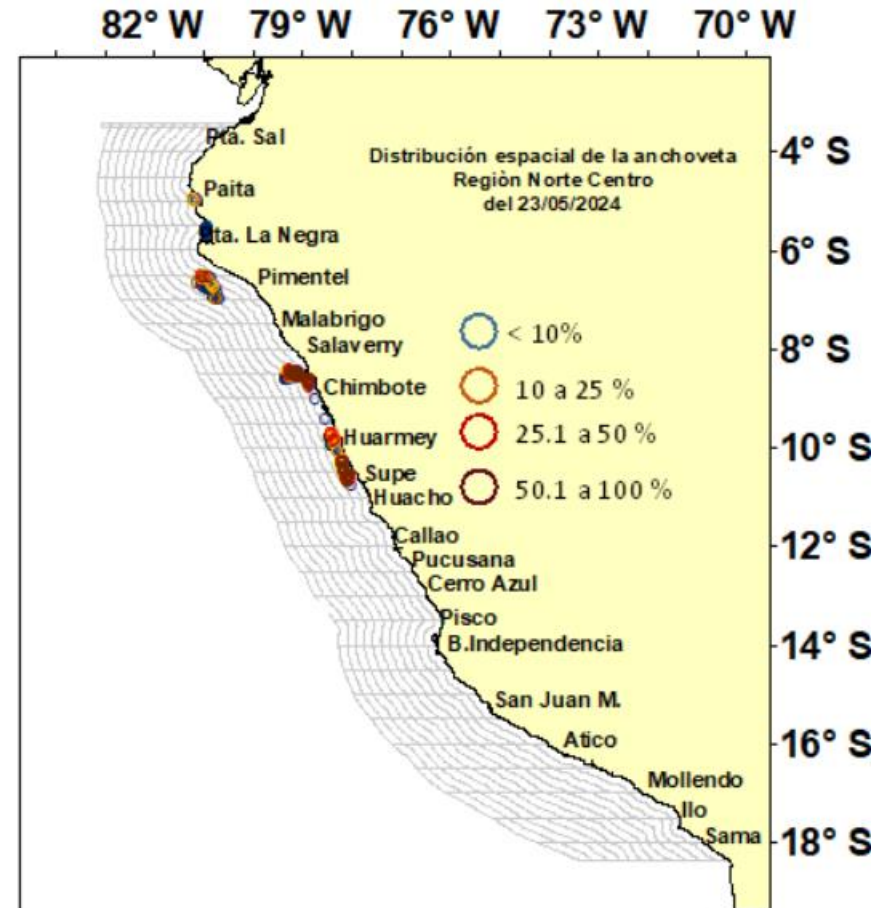 82° W 79° W 76° W 73° W 70° W
Pta. Sal
4° S
Distribución espacial de la anchoveta
Regiòn Norte Centro
del 23/05/2024
Paita
Pta. La Negra
6° S
Pimentel
Malabrigo
Salaverry
< 10%
8° S
Chimbote
10 a 25 %
Huarmey
25.1 a 50 %
10° S
Supe
Huacho
50.1 a 100 %
Callao
12° S
Pucusana
Cerro Azul
Pisco
B.Independencia
14° S
San Juan M.
Atico
16° S
Mollendo
Ilo
Sama
18° S